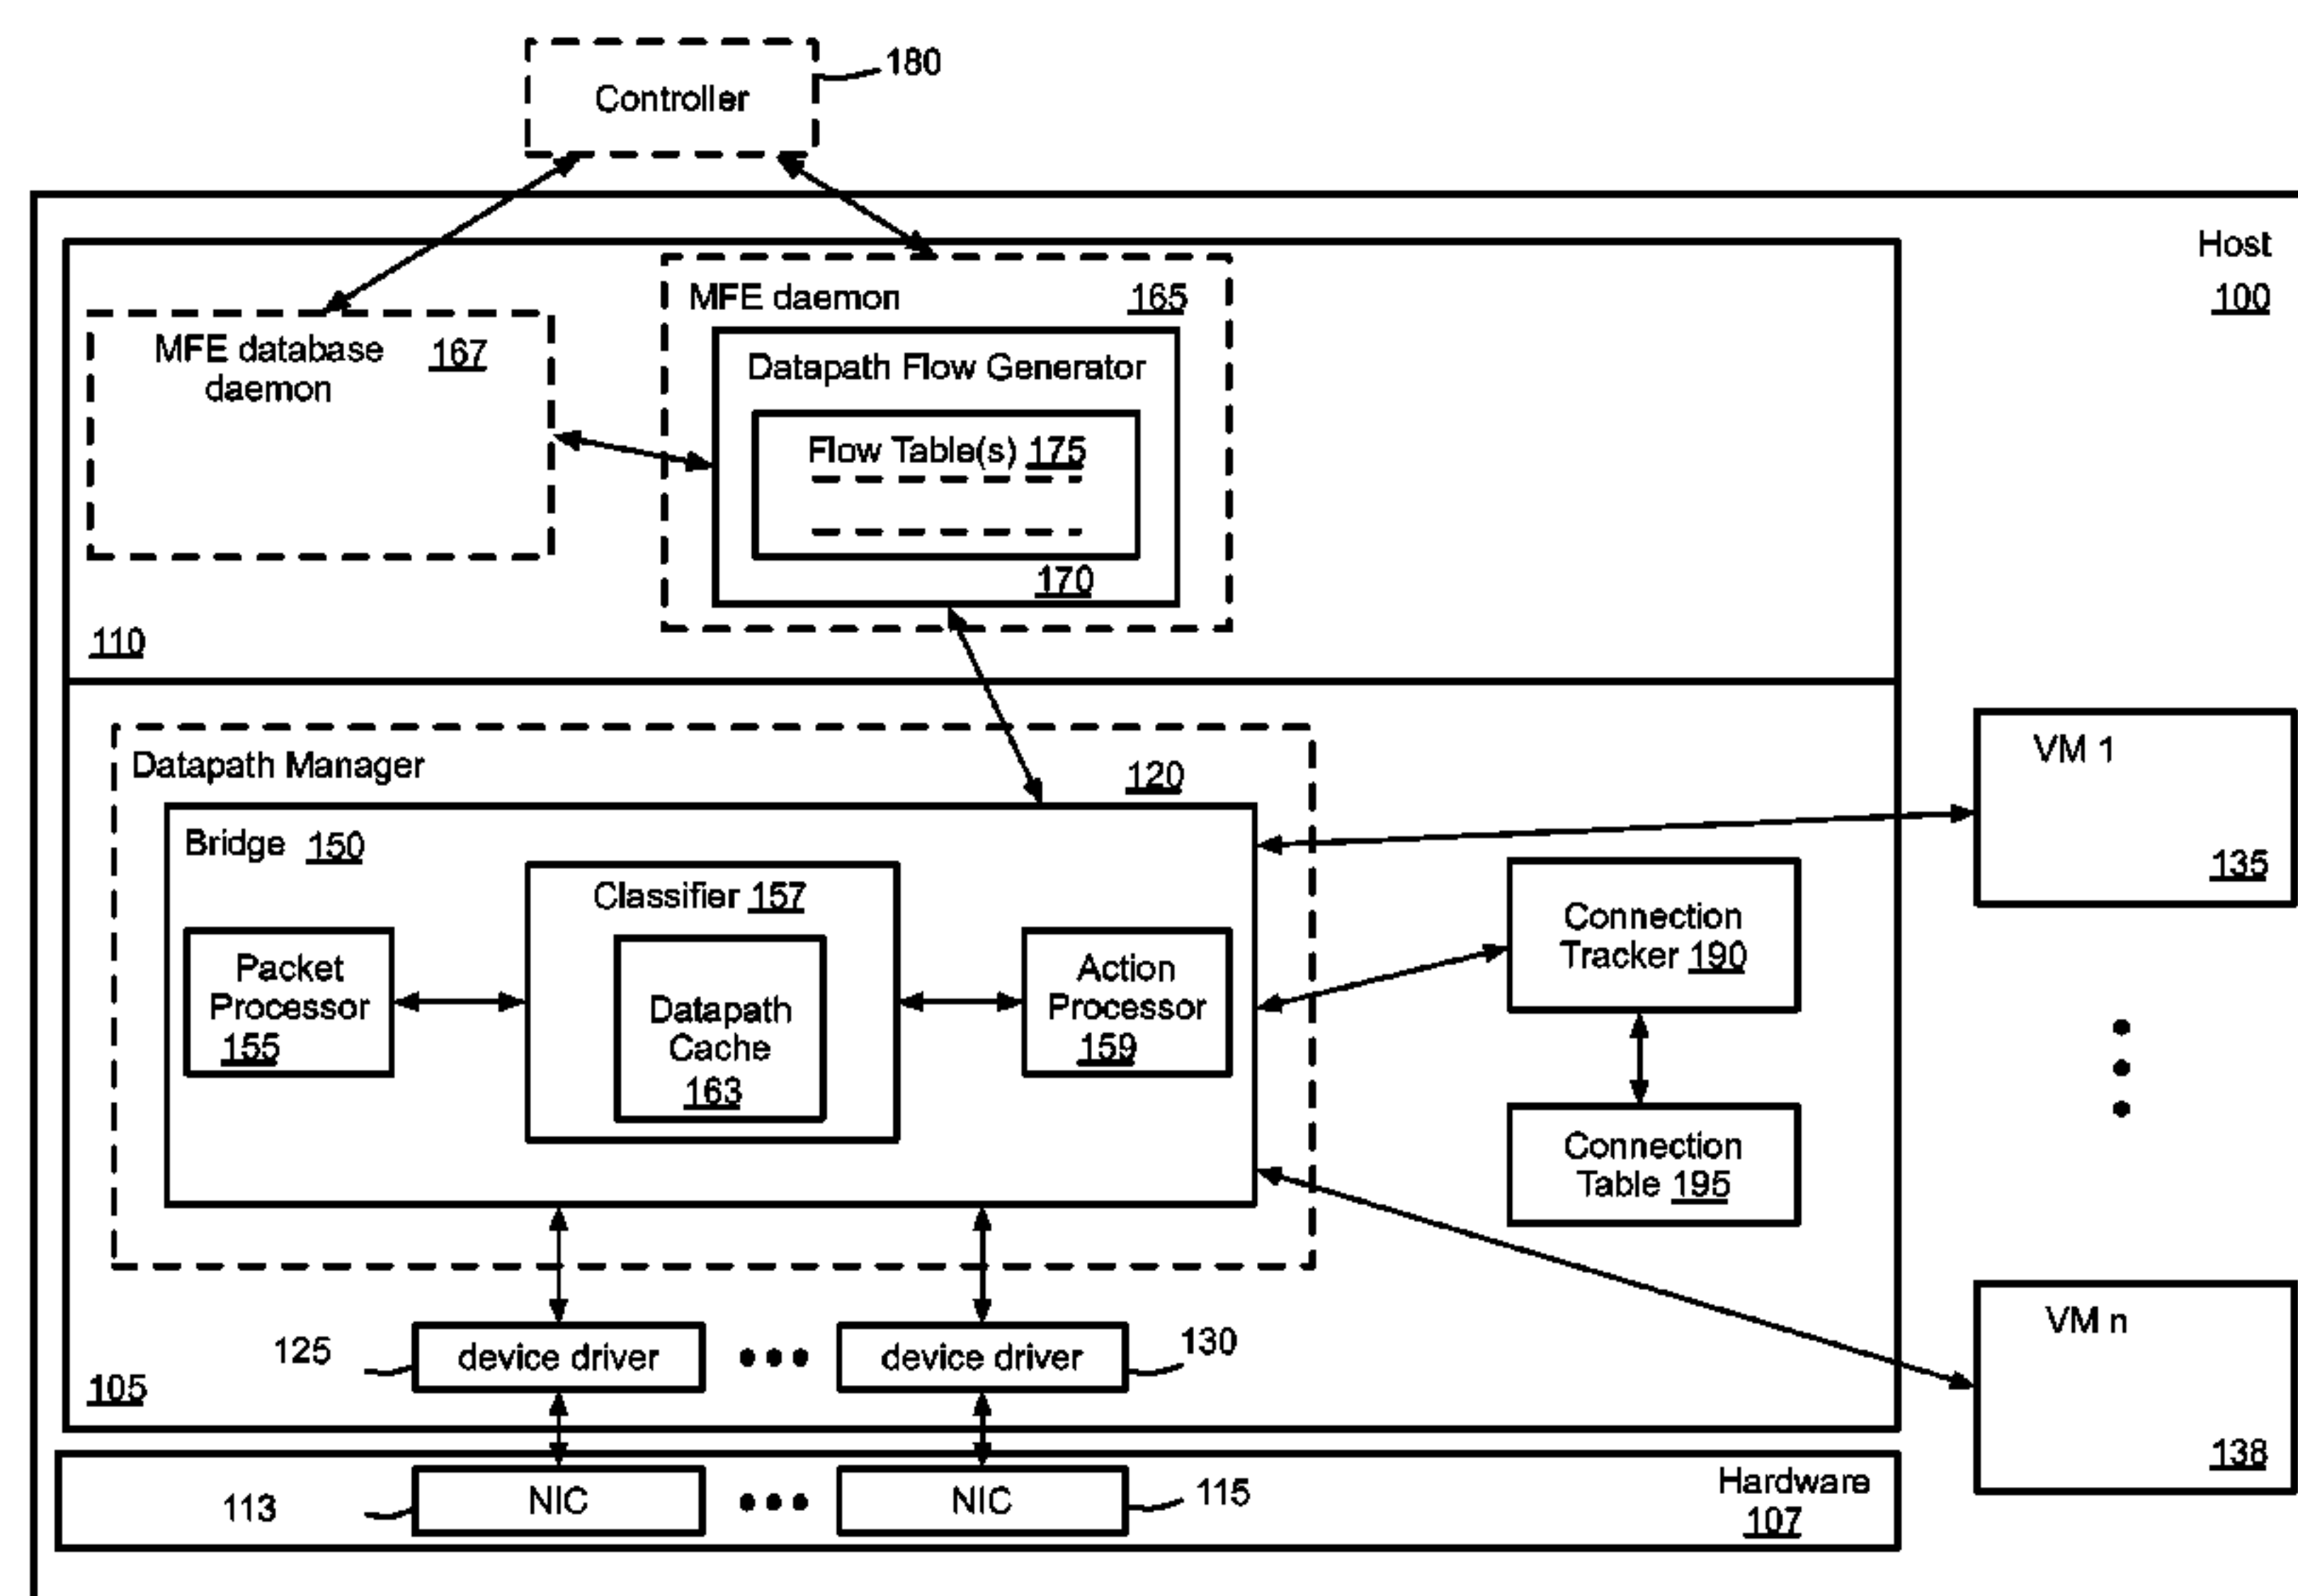 180
Controller
Host
100
MFE daemon 165
MFE database 167
daemon
Datapath Flow Generator
Flow Table(s) 175
170
110
Datapath Manager
120
Bridge 150
Classifier 157
Packet
Processor
155
Datapath
Cache
163
Action
Processor
159
Connection
Tracker 190
Connection
Table 195
VM 1
135
VM n
138
125
device driver
device driver
130
105
113
NIC
NIC
115
Hardware
107